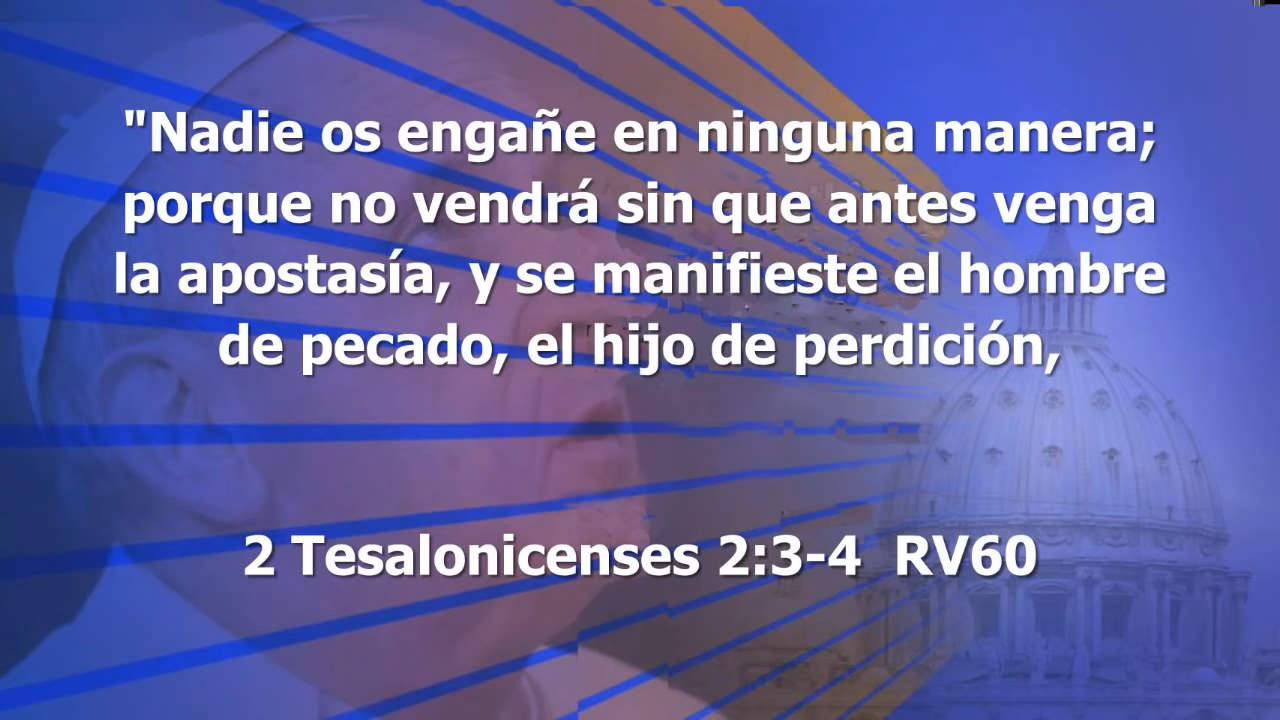 "Nadie os engañe en ninguna manera;
porque no vendrá sin que antes venga
la apostasía, y se manifieste el hombre
de pecado, el hijo de perdición,
2 Tesalonicenses 2:3-4  RV60